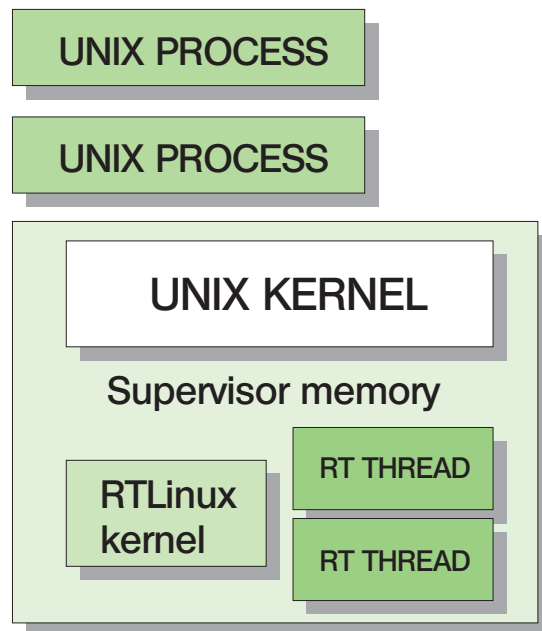 UNIX PROCESS
UNIX PROCESS
UNIX KERNEL
Supervisor memory
RTLinux
kernel
RT THREAD
RT THREAD